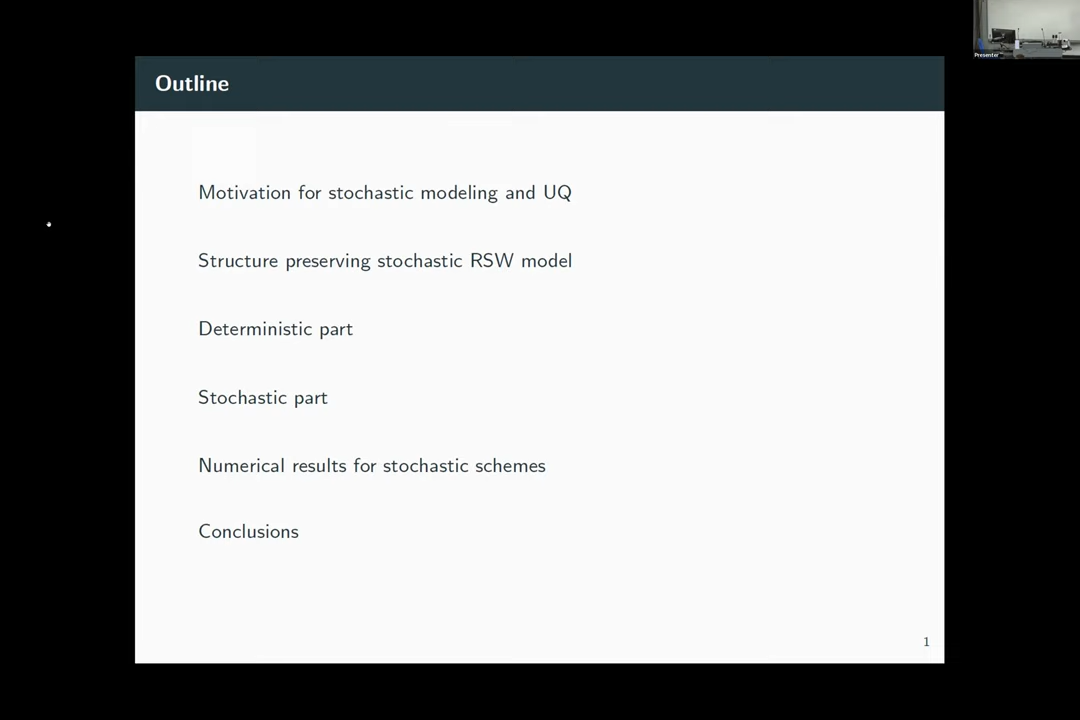 Outline
Motivation for stochastic modeling and UQ
Structure preserving stochastic RSW model
Deterministic part
Stochastic part
Numerical results for stochastic schemes
Conclusions
1
Presenter